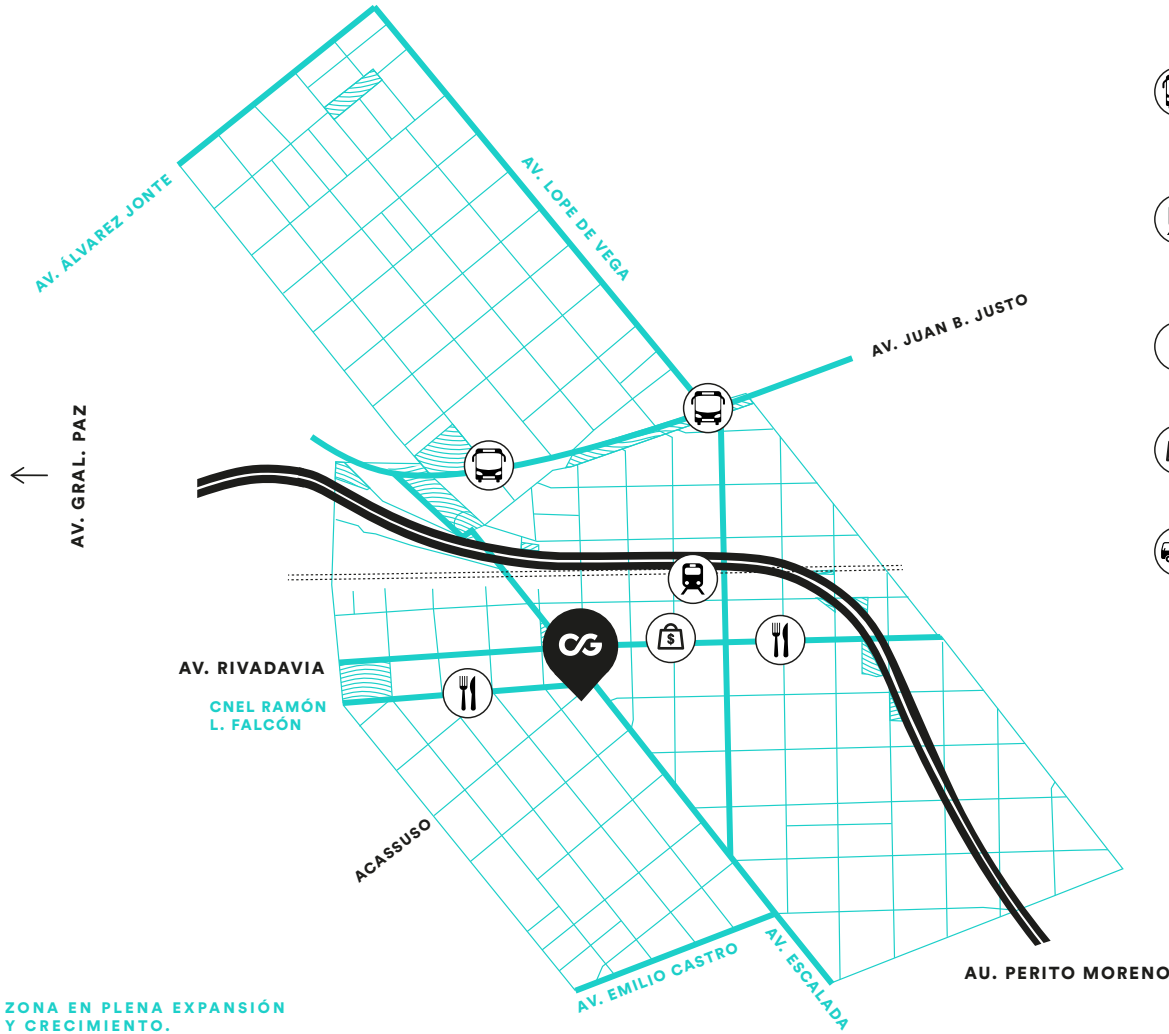 AV. ÁLVAREZ JONTE
AV. LOPE DE VEGA
AV. JUAN B. JUSTO
AV. GRAL. PAZ
CG
$
AV. RIVADAVIA
CNEL RAMÓN
L. FALCÓN
ACASSUSO
AV. EMILIO CASTRO
AV. ESCALADA
AU. PERITO MORENO
ZONA EN PLENA EXPANSIÓN
Y CRECIMIENTO.